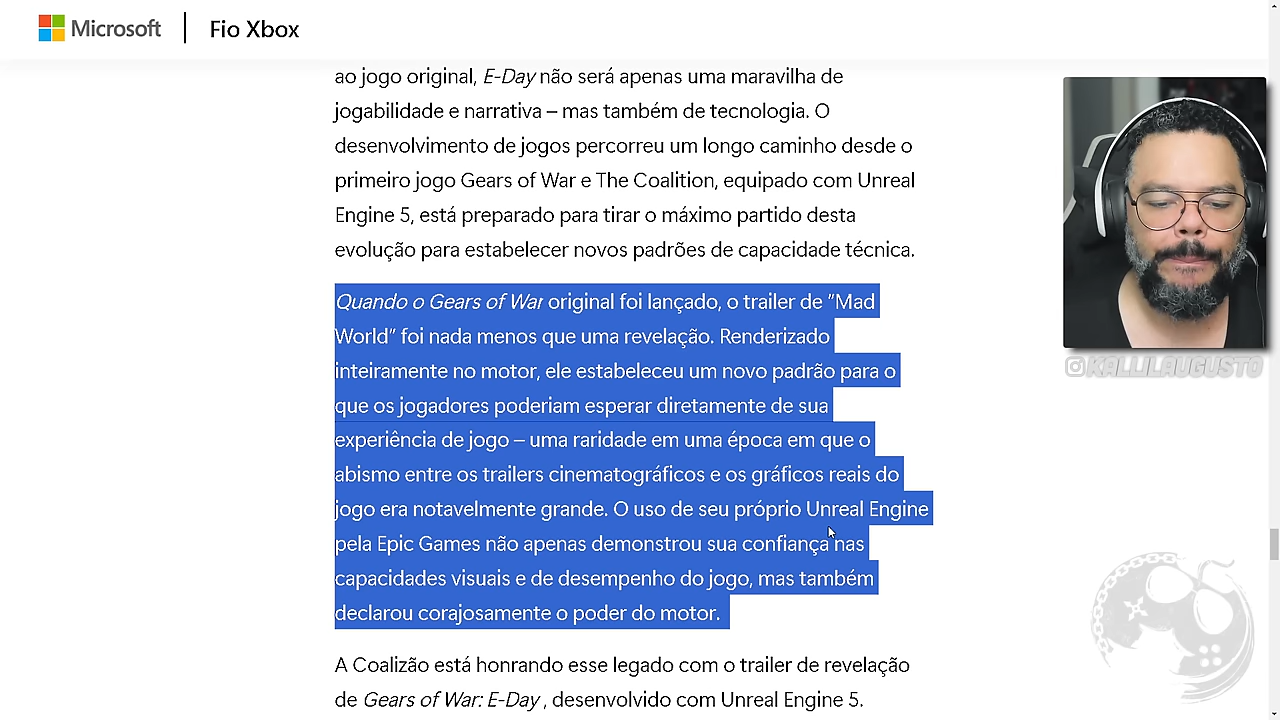 Microsoft
Fio Xbox
ao jogo original, E-Day não será apenas uma maravilha de
jogabilidade e narrativa – mas também de tecnologia. O
desenvolvimento de jogos percorreu um longo caminho desde o
primeiro jogo Gears of War e The Coalition, equipado com Unreal
Engine 5, está preparado para tirar o máximo partido desta
evolução para estabelecer novos padrões de capacidade técnica.
Quando o Gears of War original foi lançado, o trailer de "Mad
World" foi nada menos que uma revelação. Renderizado
inteiramente no motor, ele estabeleceu um novo padrão para o
que os jogadores poderiam esperar diretamente de sua
experiência de jogo – uma raridade em uma época em que o
abismo entre os trailers cinematográficos e os gráficos reais do
jogo era notavelmente grande. O uso de seu próprio Unreal Engine
pela Epic Games não apenas demonstrou sua confiança nas
capacidades visuais e de desempenho do jogo, mas também
declarou corajosamente o poder do motor.
A Coalizão está honrando esse legado com o trailer de revelação
de Gears of War: E-Day , desenvolvido com Unreal Engine 5.
KALLILAUGUSTO